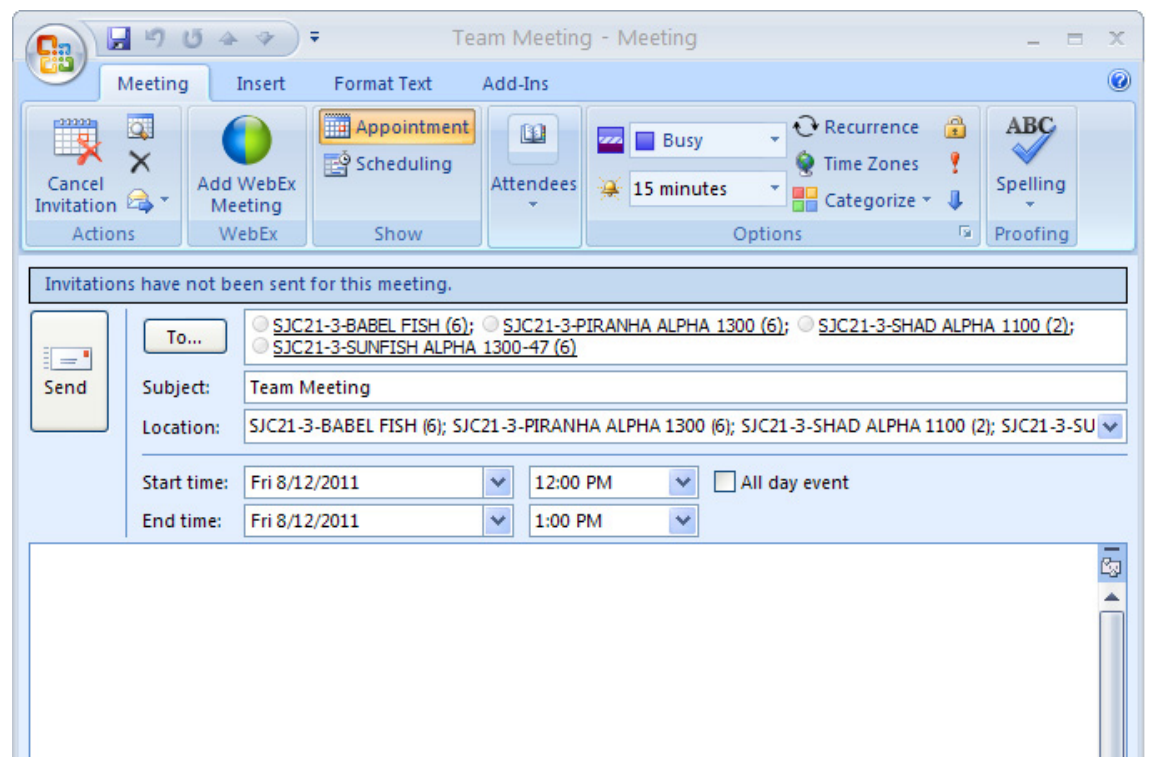 Team Meeting - Meeting
Meeting Insert Format Text Add-Ins
Appointment Busy Recurrence ABC
Scheduling Time Zones
Cancel Invitation Add WebEx Meeting Attendees 15 minutes Categorize Spelling
Actions WebEx Show Options Proofing
Invitations have not been sent for this meeting.
To... SJC21-3-BABEL FISH (6); SJC21-3-PIRANHA ALPHA 1300 (6); SJC21-3-SHAD ALPHA 1100 (2);
SJC21-3-SUNFISH ALPHA 1300-47 (6)
Send Subject: Team Meeting
Location: SJC21-3-BABEL FISH (6); SJC21-3-PIRANHA ALPHA 1300 (6); SJC21-3-SHAD ALPHA 1100 (2); SJC21-3-SU
Start time: Fri 8/12/2011 12:00 PM All day event
End time: Fri 8/12/2011 1:00 PM